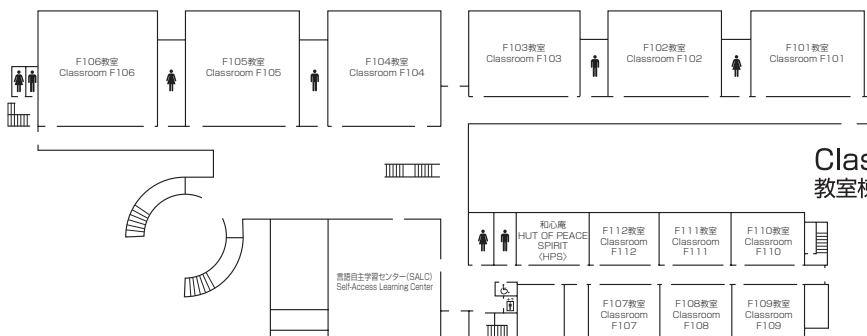 F106教室
Classroom F106
F105教室
Classroom F105
F104教室
Classroom F104
F103教室
Classroom F103
F102教室
Classroom F102
F101教室
Classroom F101
Clas
教室棟
和心庵
HUT OF PEACE
SPIRIT
〈HPS〉
F112教室
Classroom
F112
F111教室
Classroom
F111
F110教室
Classroom
F110
言語自主学習センター(SALC)
Self-Access Learning Center
F107教室
Classroom
F107
F108教室
Classroom
F108
F109教室
Classroom
F109